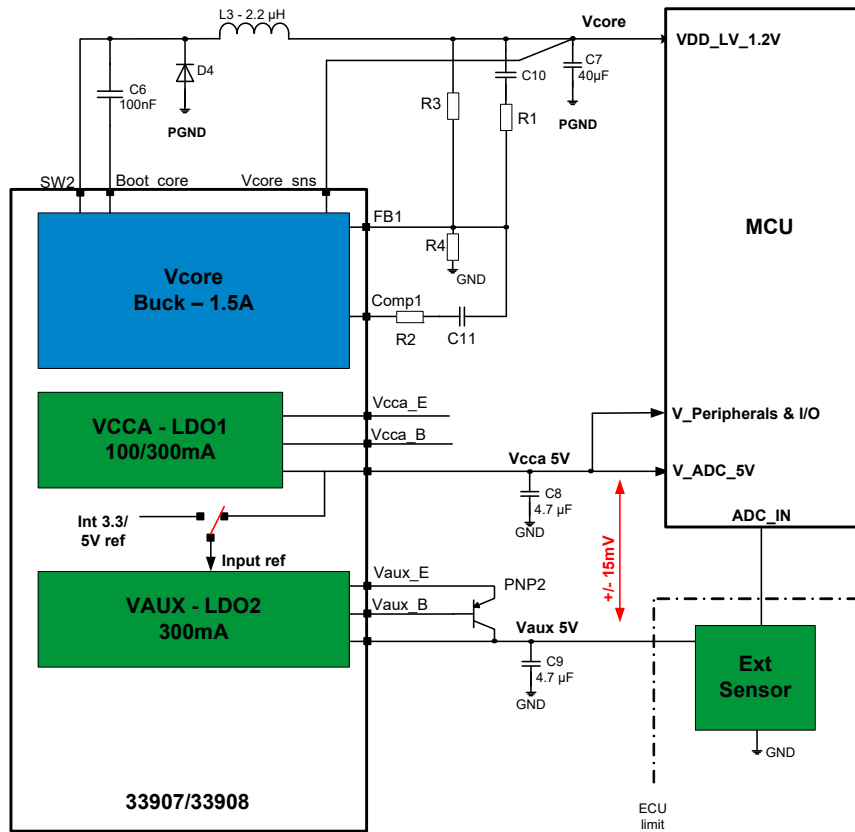 L3 - 2.2 µH
Vcore
VDD_LV_1.2V
C6
100nF
D4
PGND
C10
C7
40µF
PGND
R3
R1
SW2
Boot_core
Vcore_sns
FB1
MCU
Vcore
Buck – 1.5A
R4
GND
Comp1
R2
C11
VCCA - LDO1
100/300mA
Vcca_E
Vcca_B
V_Peripherals & I/O
Vcca 5V
V_ADC_5V
C8
4.7 µF
GND
ADC_IN
Int 3.3/
5V ref
Input ref
+/- 15mV
VAUX - LDO2
300mA
Vaux_E
Vaux_B
PNP2
Vaux 5V
C9
4.7 µF
GND
Ext
Sensor
GND
33907/33908
ECU
limit